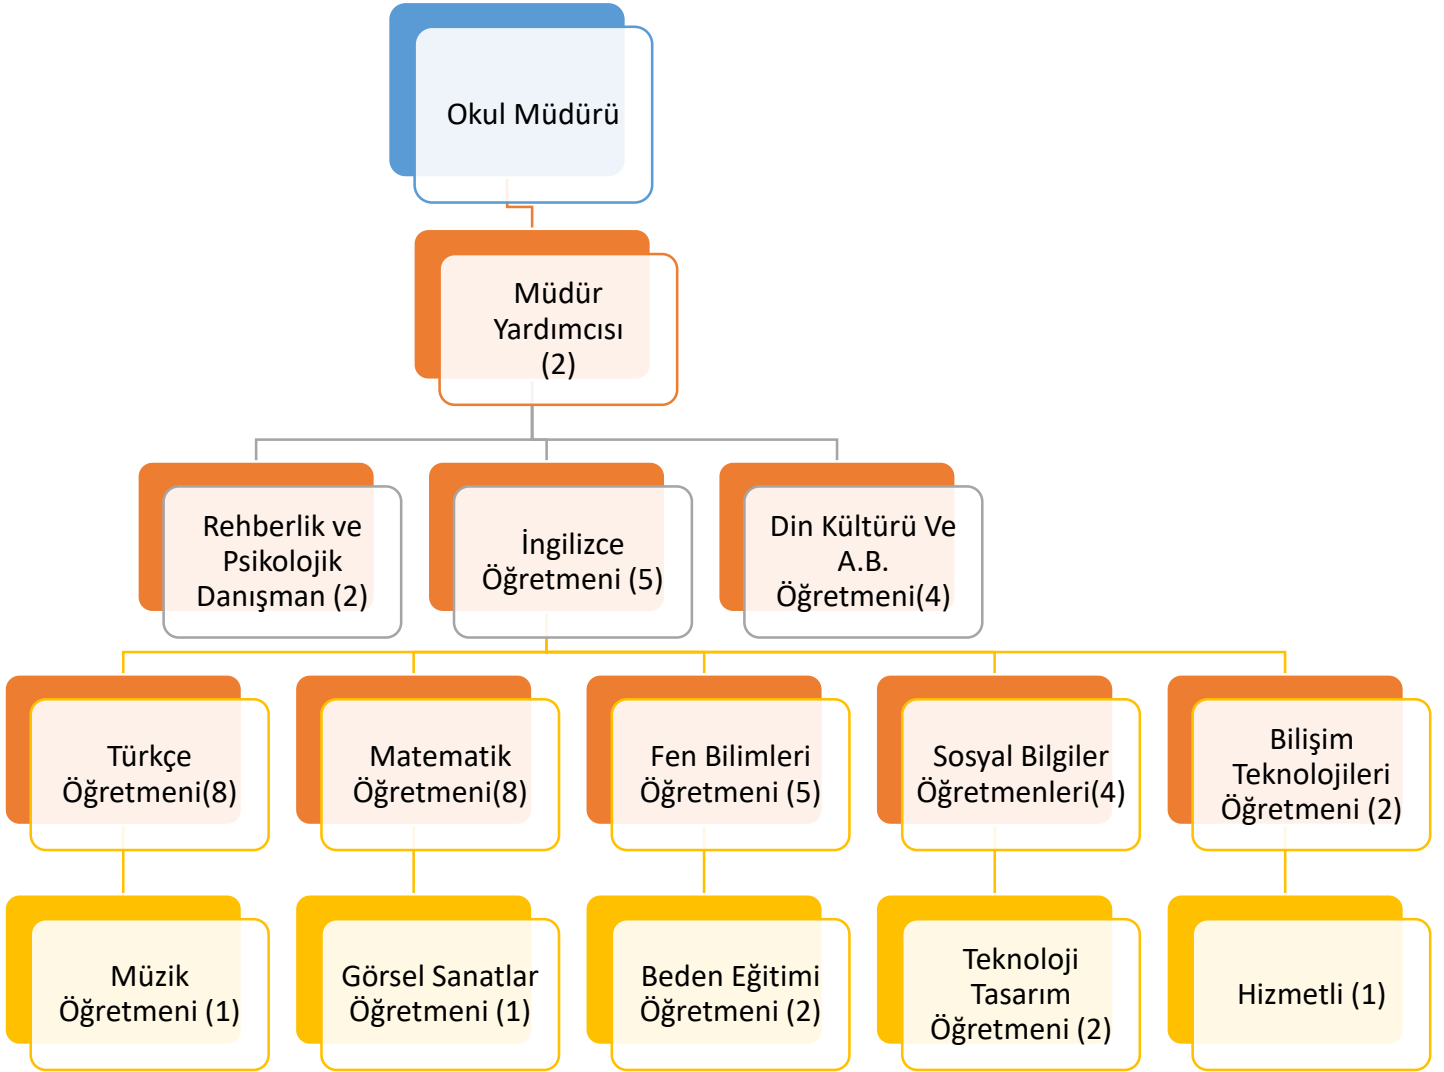 Okul Müdürü
Müdür
Yardımcısı
(2)
Rehberlik ve
Psikolojik
Danışman (2)
İngilizce
Öğretmeni (5)
Din Kültürü Ve
A.B.
Öğretmeni(4)
Türkçe
Öğretmeni(8)
Matematik
Öğretmeni(8)
Fen Bilimleri
Öğretmeni (5)
Sosyal Bilgiler
Öğretmenleri(4)
Bilişim
Teknolojileri
Öğretmeni (2)
Müzik
Öğretmeni (1)
Görsel Sanatlar
Öğretmeni (1)
Beden Eğitimi
Öğretmeni (2)
Teknoloji
Tasarım
Öğretmeni (2)
Hizmetli (1)